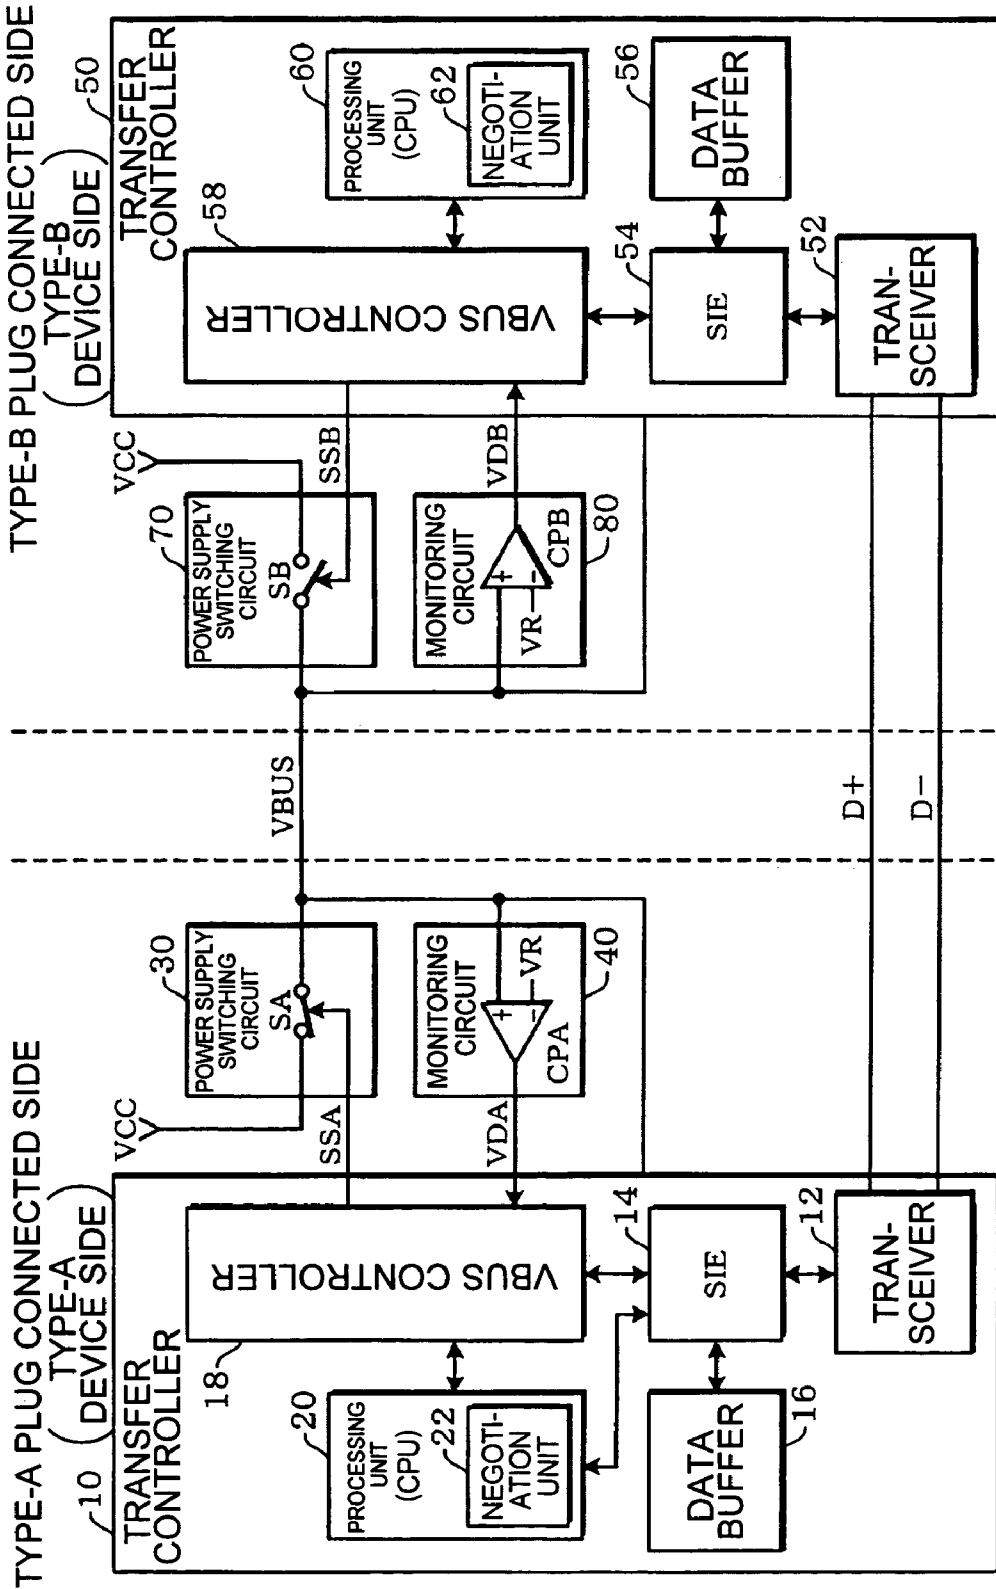 TYPE-A PLUG CONNECTED SIDE
(TYPE-A
DEVICE SIDE)
10
TRANSFER
CONTROLLER
18
VBUS CONTROLLER
20
PROCESSING
UNIT
(CPU)
22
NEGOTI-
ATION
UNIT
14
SIE
16
DATA
BUFFER
12
TRAN-
SCEIVER
VCC
SSA
VDA
30
POWER SUPPLY
SWITCHING
CIRCUIT
SA
MONITORING
CIRCUIT
40
CPA
+
−
VR
VBUS
D+
D−
TYPE-B PLUG CONNECTED SIDE
(TYPE-B
DEVICE SIDE)
50
TRANSFER
CONTROLLER
VCC
SSB
VDB
70
POWER SUPPLY
SWITCHING
CIRCUIT
SB
MONITORING
CIRCUIT
80
CPB
+
−
VR
58
VBUS CONTROLLER
60
PROCESSING
UNIT
(CPU)
62
NEGOTI-
ATION
UNIT
54
SIE
56
DATA
BUFFER
52
TRAN-
SCEIVER